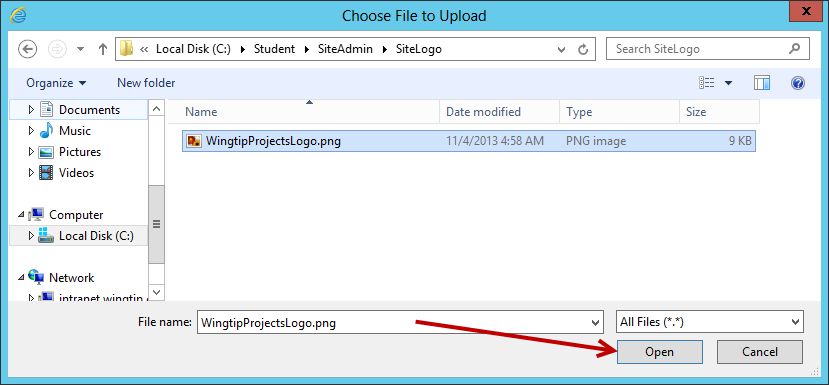 Choose File to Upload
« Local Disk (C:) Student SiteAdmin SiteLogo
Search SiteLogo
Organize New folder
Documents
Music
Pictures
Videos
Computer
Local Disk (C:)
Network
intranet.wingtip
Name Date modified Type Size
WingtipProjectsLogo.png 11/4/2013 4:58 AM PNG image 9 KB
File name: WingtipProjectsLogo.png All Files (*.*)
Open Cancel